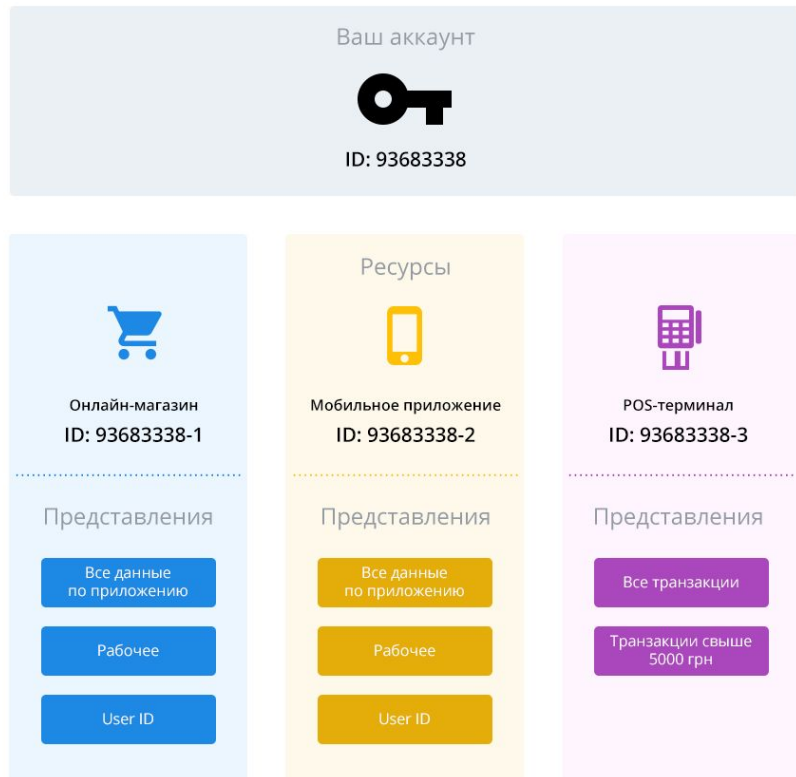 Ваш аккаунт
ID: 93683338
Ресурсы
Онлайн-магазин
ID: 93683338-1
Мобильное приложение
ID: 93683338-2
POS-терминал
ID: 93683338-3
Представления
Все данные
по приложению
Рабочее
User ID
Представления
Все данные
по приложению
Рабочее
User ID
Представления
Все транзакции
Транзакции свыше
5000 грн